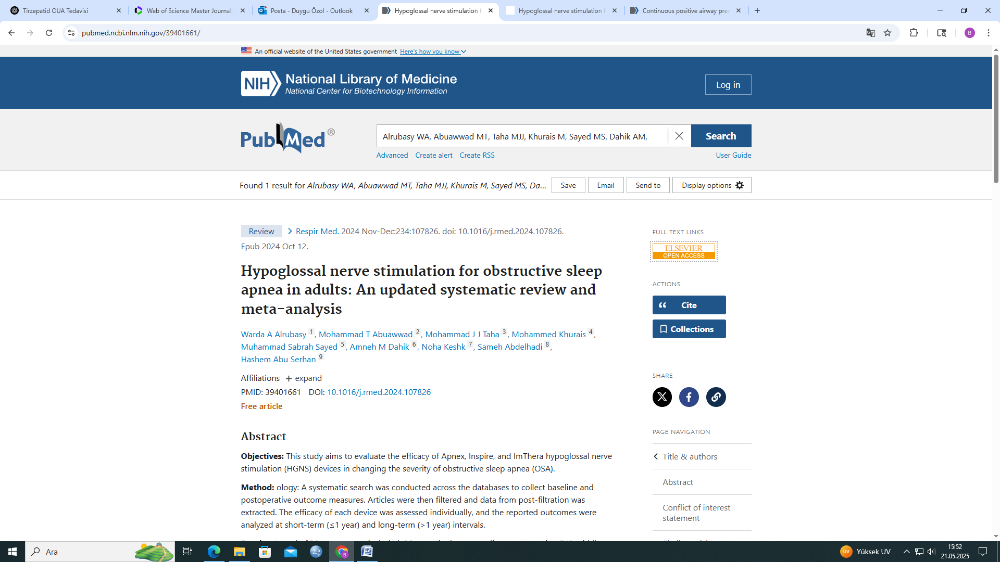 Tirzepatid OUA Tedavisi
Web of Science Master Journal
Posta - Duygu Özol - Outlook
Hypoglossal nerve stimulation f
Hypoglossal nerve stimulation f
Continuous positive airway pres
pubmed.ncbi.nlm.nih.gov/39401661/
B
An official website of the United States government Here's how you know
NIH National Library of Medicine
National Center for Biotechnology Information
Log in
PubMed®
Alrubasy WA, Abuawwad MT, Taha MJJ, Khurais M, Sayed MS, Dahik AM,
Search
Advanced Create alert Create RSS
User Guide
Found 1 result for Alrubasy WA, Abuawwad MT, Taha MJJ, Khurais M, Sayed MS, Da...
Save
Email
Send to
Display options
Review
Respir Med. 2024 Nov-Dec:234:107826. doi: 10.1016/j.rmed.2024.107826.
Epub 2024 Oct 12.
Hypoglossal nerve stimulation for obstructive sleep
apnea in adults: An updated systematic review and
meta-analysis
Warda A Alrubasy 1, Mohammad T Abuawwad 2, Mohammad J J Taha 3, Mohammed Khurais 4,
Muhammad Sabrah Sayed 5, Amneh M Dahik 6, Noha Keshk 7, Sameh Abdelhadi 8,
Hashem Abu Serhan 9
Affiliations + expand
PMID: 39401661 DOI: 10.1016/j.rmed.2024.107826
Free article
Abstract
Objectives: This study aims to evaluate the efficacy of Apnex, Inspire, and ImThera hypoglossal nerve
stimulation (HGNS) devices in changing the severity of obstructive sleep apnea (OSA).
Method: ology: A systematic search was conducted across the databases to collect baseline and
postoperative outcome measures. Articles were then filtered and data from post-filtration was
extracted. The efficacy of each device was assessed individually, and the reported outcomes were
analyzed at short-term (≤1 year) and long-term (>1 year) intervals.
FULL TEXT LINKS
ELSEVIER
OPEN ACCESS
ACTIONS
Cite
Collections
SHARE
PAGE NAVIGATION
Title & authors
Abstract
Conflict of interest
statement
Ara
UV
Yüksek UV
15:52
21.05.2025